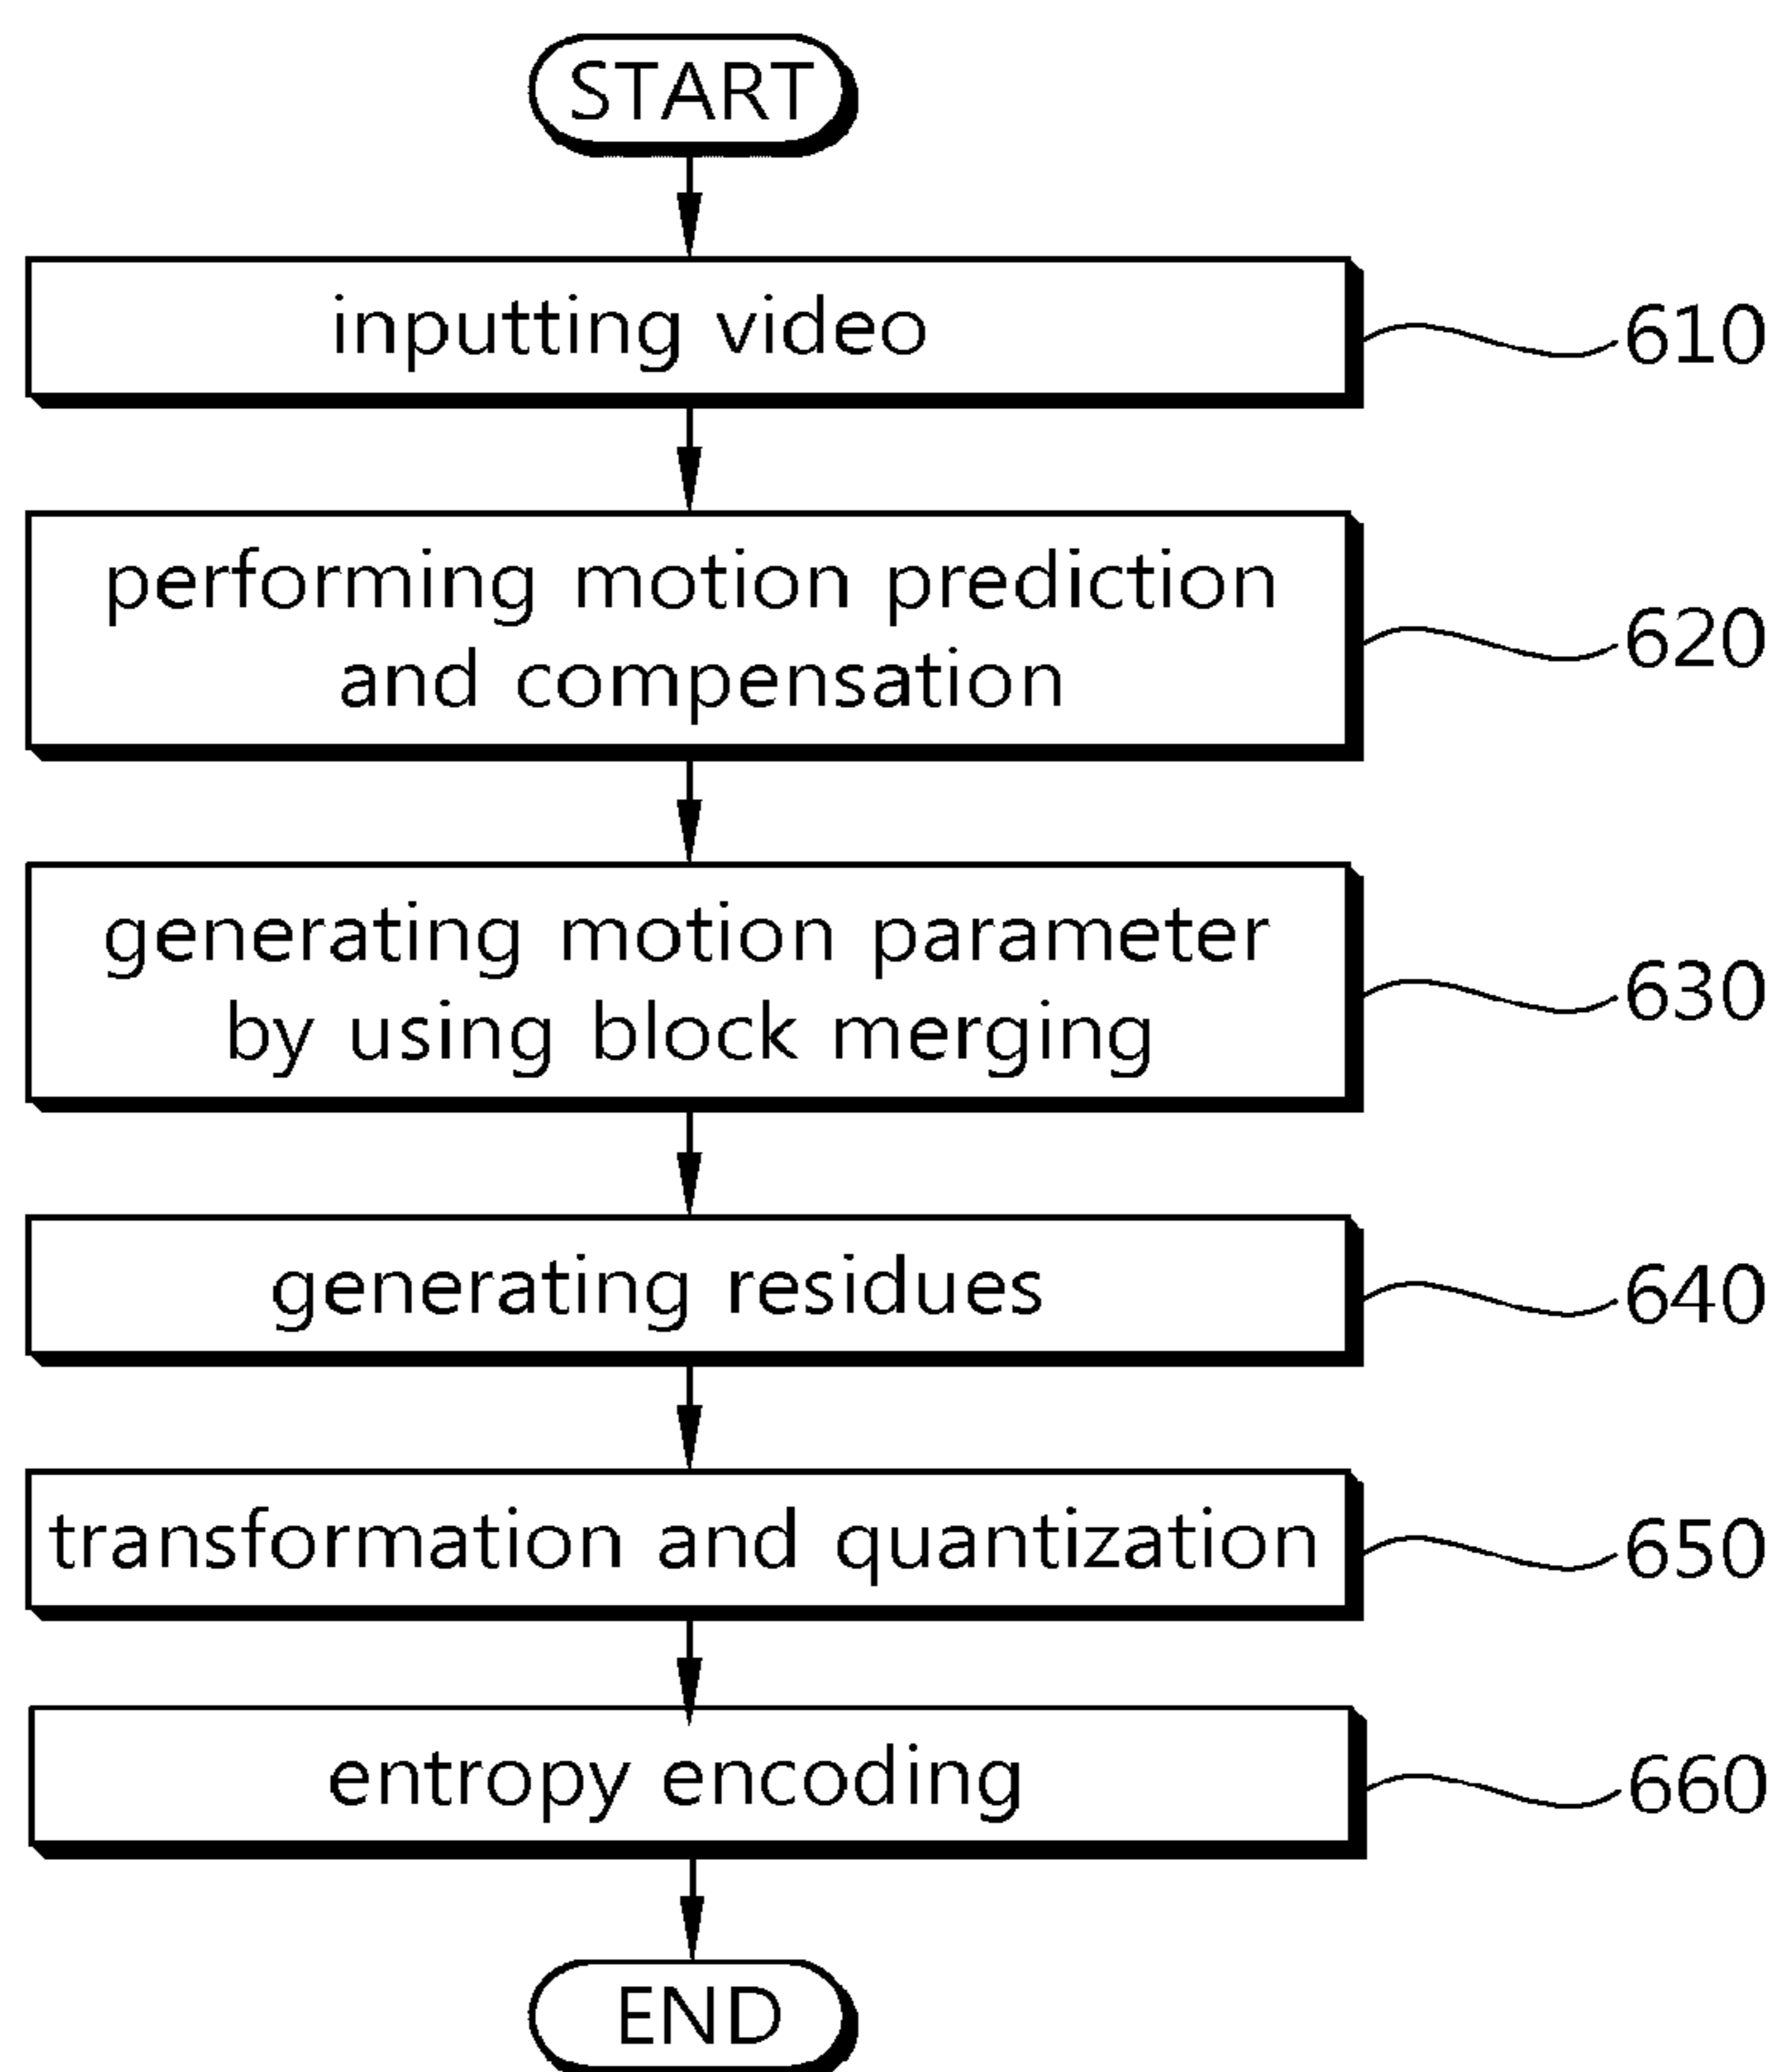 START
inputting video
610
performing motion prediction
and compensation
620
generating motion parameter
by using block merging
630
generating residues
640
transformation and quantization
650
entropy encoding
660
END